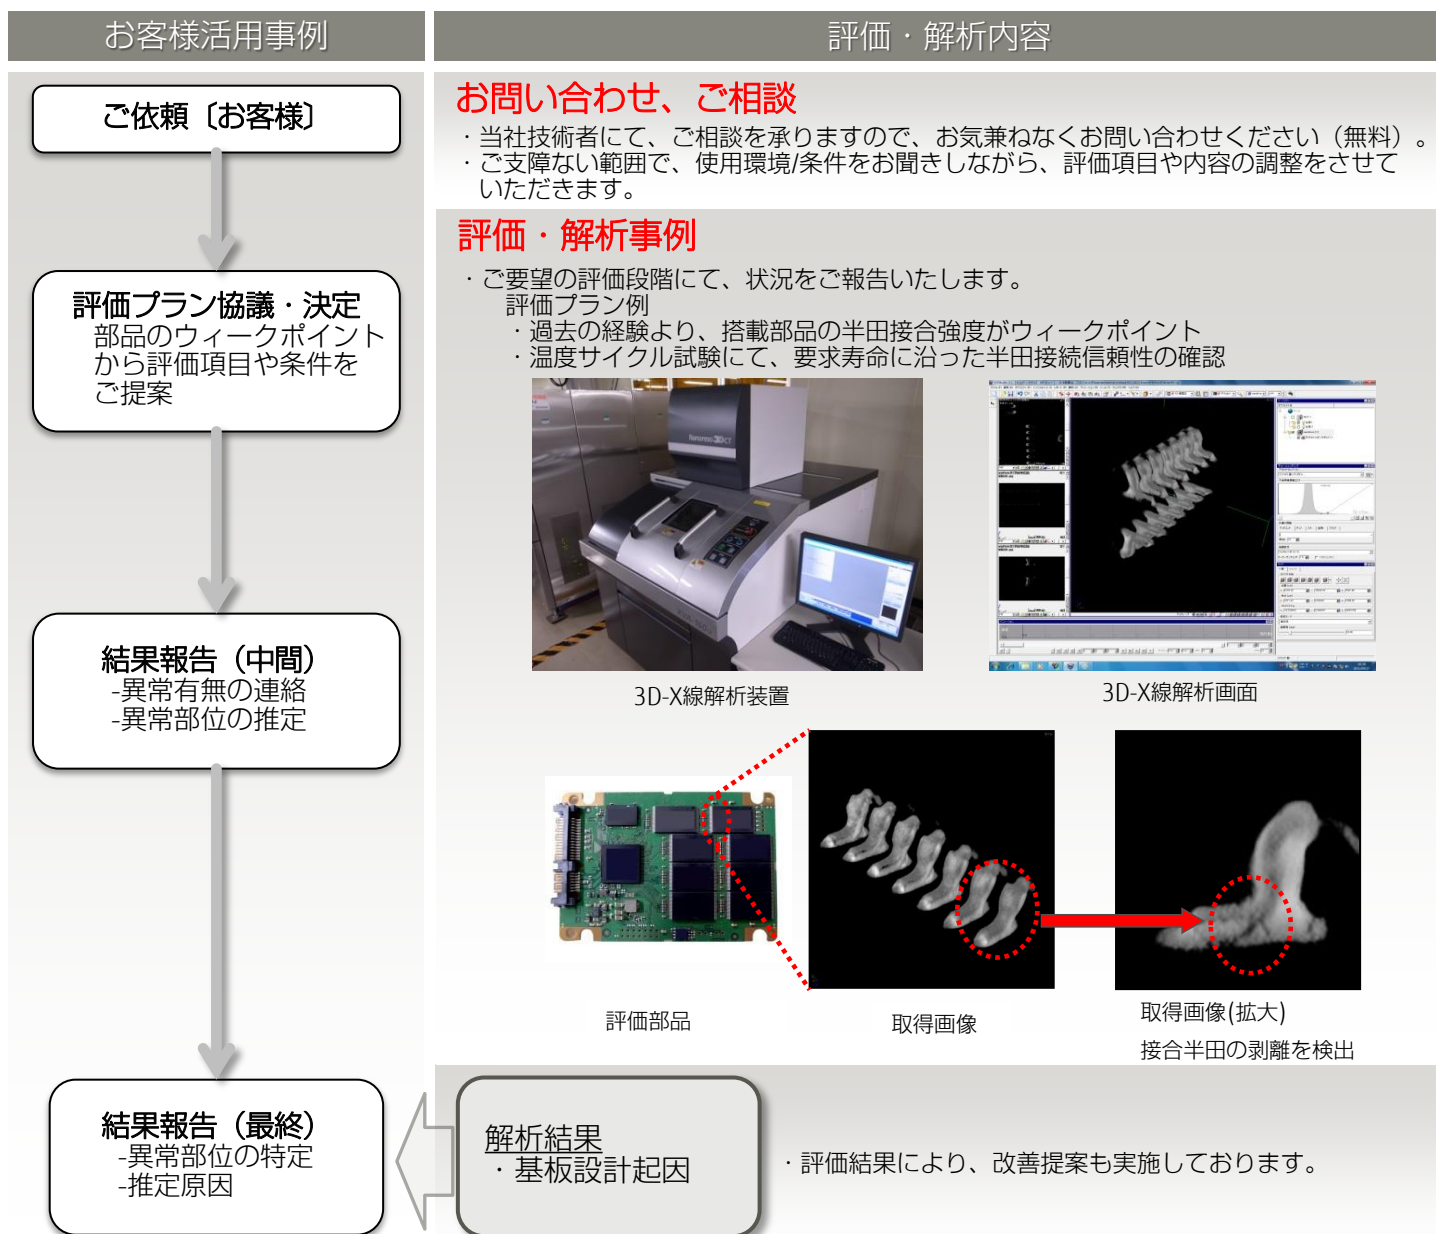 お客様活用事例
評価・解析内容
ご依頼〔お客様〕
評価プラン協議・決定
部品のウィークポイント
から評価項目や条件を
ご提案
結果報告（中間）
-異常有無の連絡
-異常部位の推定
結果報告（最終）
-異常部位の特定
-推定原因
お問い合わせ、ご相談
・当社技術者にて、ご相談を承りますので、お気兼ねなくお問い合わせください（無料）。
・ご支障ない範囲で、使用環境/条件をお聞きしながら、評価項目や内容の調整をさせて
いただきます。
評価・解析事例
・ご要望の評価段階にて、状況をご報告いたします。
評価プラン例
・過去の経験より、搭載部品の半田接合強度がウィークポイント
・温度サイクル試験にて、要求寿命に沿った半田接続信頼性の確認
3D-X線解析装置
3D-X線解析画面
評価部品
取得画像
取得画像(拡大)
接合半田の剥離を検出
解析結果
・基板設計起因
・評価結果により、改善提案も実施しております。